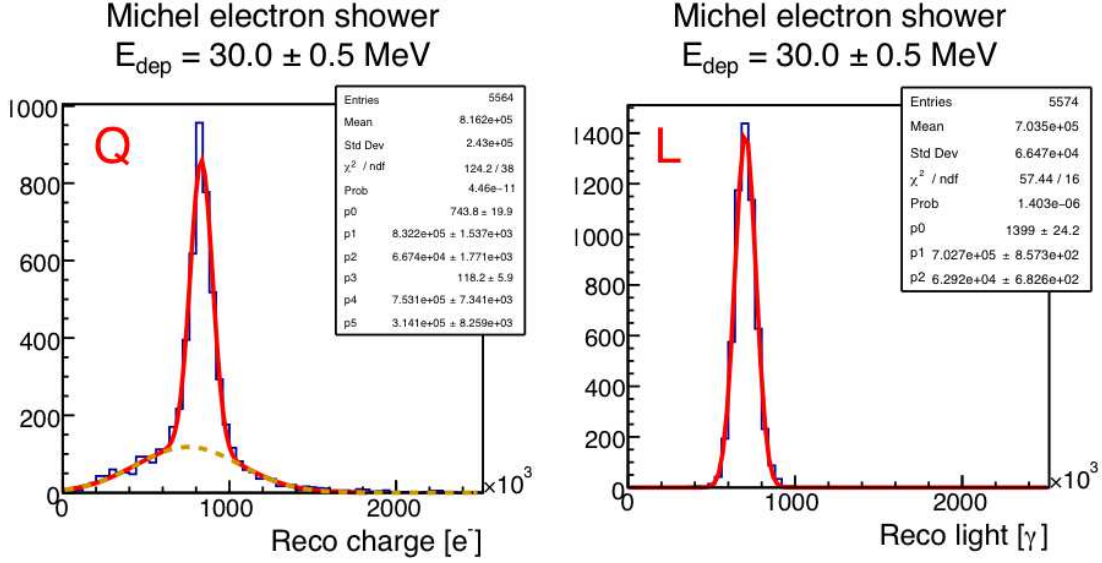 Michel electron shower
E_dep = 30.0 ± 0.5 MeV
Q
Entries 5564
Mean 8.162e+05
Std Dev 2.43e+05
χ² / ndf 124.2 / 38
Prob 4.46e−11
p0 743.8 ± 19.9
p1 8.322e+05 ± 1.537e+03
p2 6.674e+04 ± 1.771e+03
p3 118.2 ± 5.9
p4 7.531e+05 ± 7.341e+03
p5 3.141e+05 ± 8.259e+03
1000
800
600
400
200
0
0 1000 2000
×10³
Reco charge [e⁻]
Michel electron shower
E_dep = 30.0 ± 0.5 MeV
L
Entries 5574
Mean 7.035e+05
Std Dev 6.647e+04
χ² / ndf 57.44 / 16
Prob 1.403e−06
p0 1399 ± 24.2
p1 7.027e+05 ± 8.573e+02
p2 6.292e+04 ± 6.826e+02
1400
1200
1000
800
600
400
200
0
0 1000 2000
×10³
Reco light [γ]